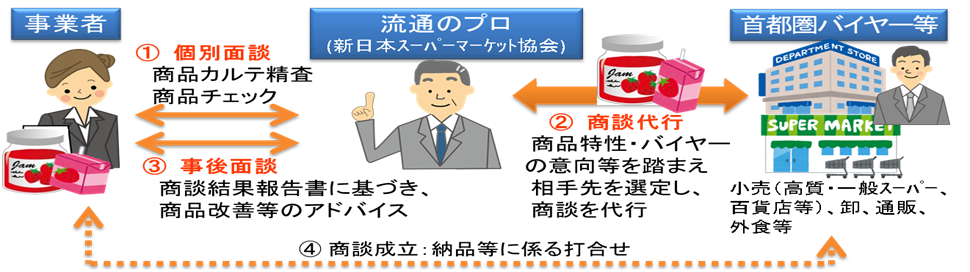 事業者
流通のプロ
(新日本スーパーマーケット協会)
首都圏バイヤー等
① 個別面談
商品カルテ精査
商品チェック
③ 事後面談
商談結果報告書に基づき、
商品改善等のアドバイス
② 商談代行
商品特性・バイヤー
の意向等を踏まえ
相手先を選定し、
商談を代行
DEPARTMENT STORE
SUPER MARKET
小売(高質・一般スーパー、
百貨店等)、卸、通販、
外食等
④ 商談成立:納品等に係る打合せ
Jam
Jam